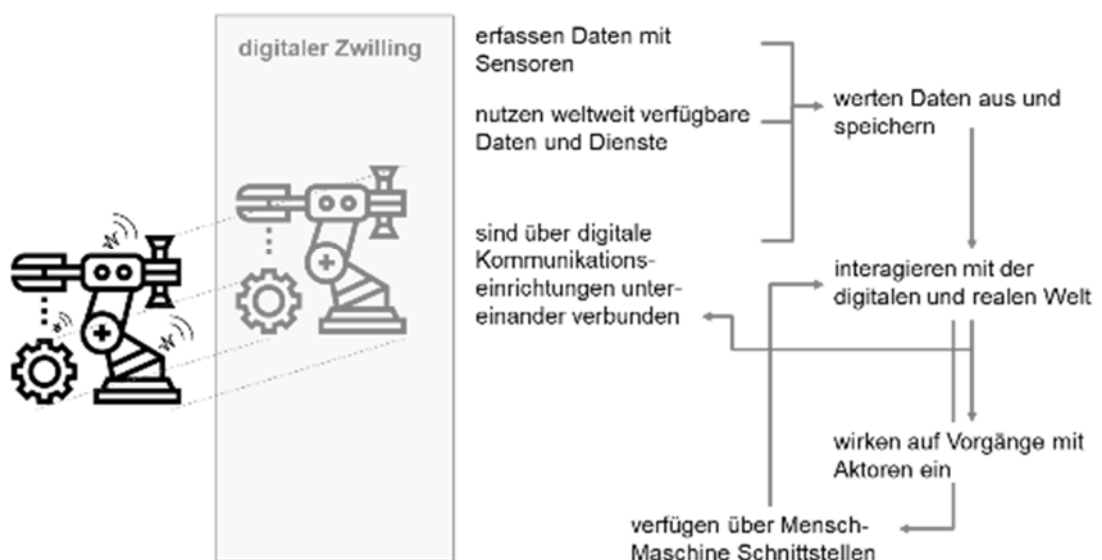 digitaler Zwilling
erfassen Daten mit
Sensoren
nutzen weltweit verfügbare
Daten und Dienste
sind über digitale
Kommunikations-
einrichtungen unter-
einander verbunden
werten Daten aus und
speichern
interagieren mit der
digitalen und realen Welt
wirken auf Vorgänge mit
Aktoren ein
verfügen über Mensch-
Maschine Schnittstellen